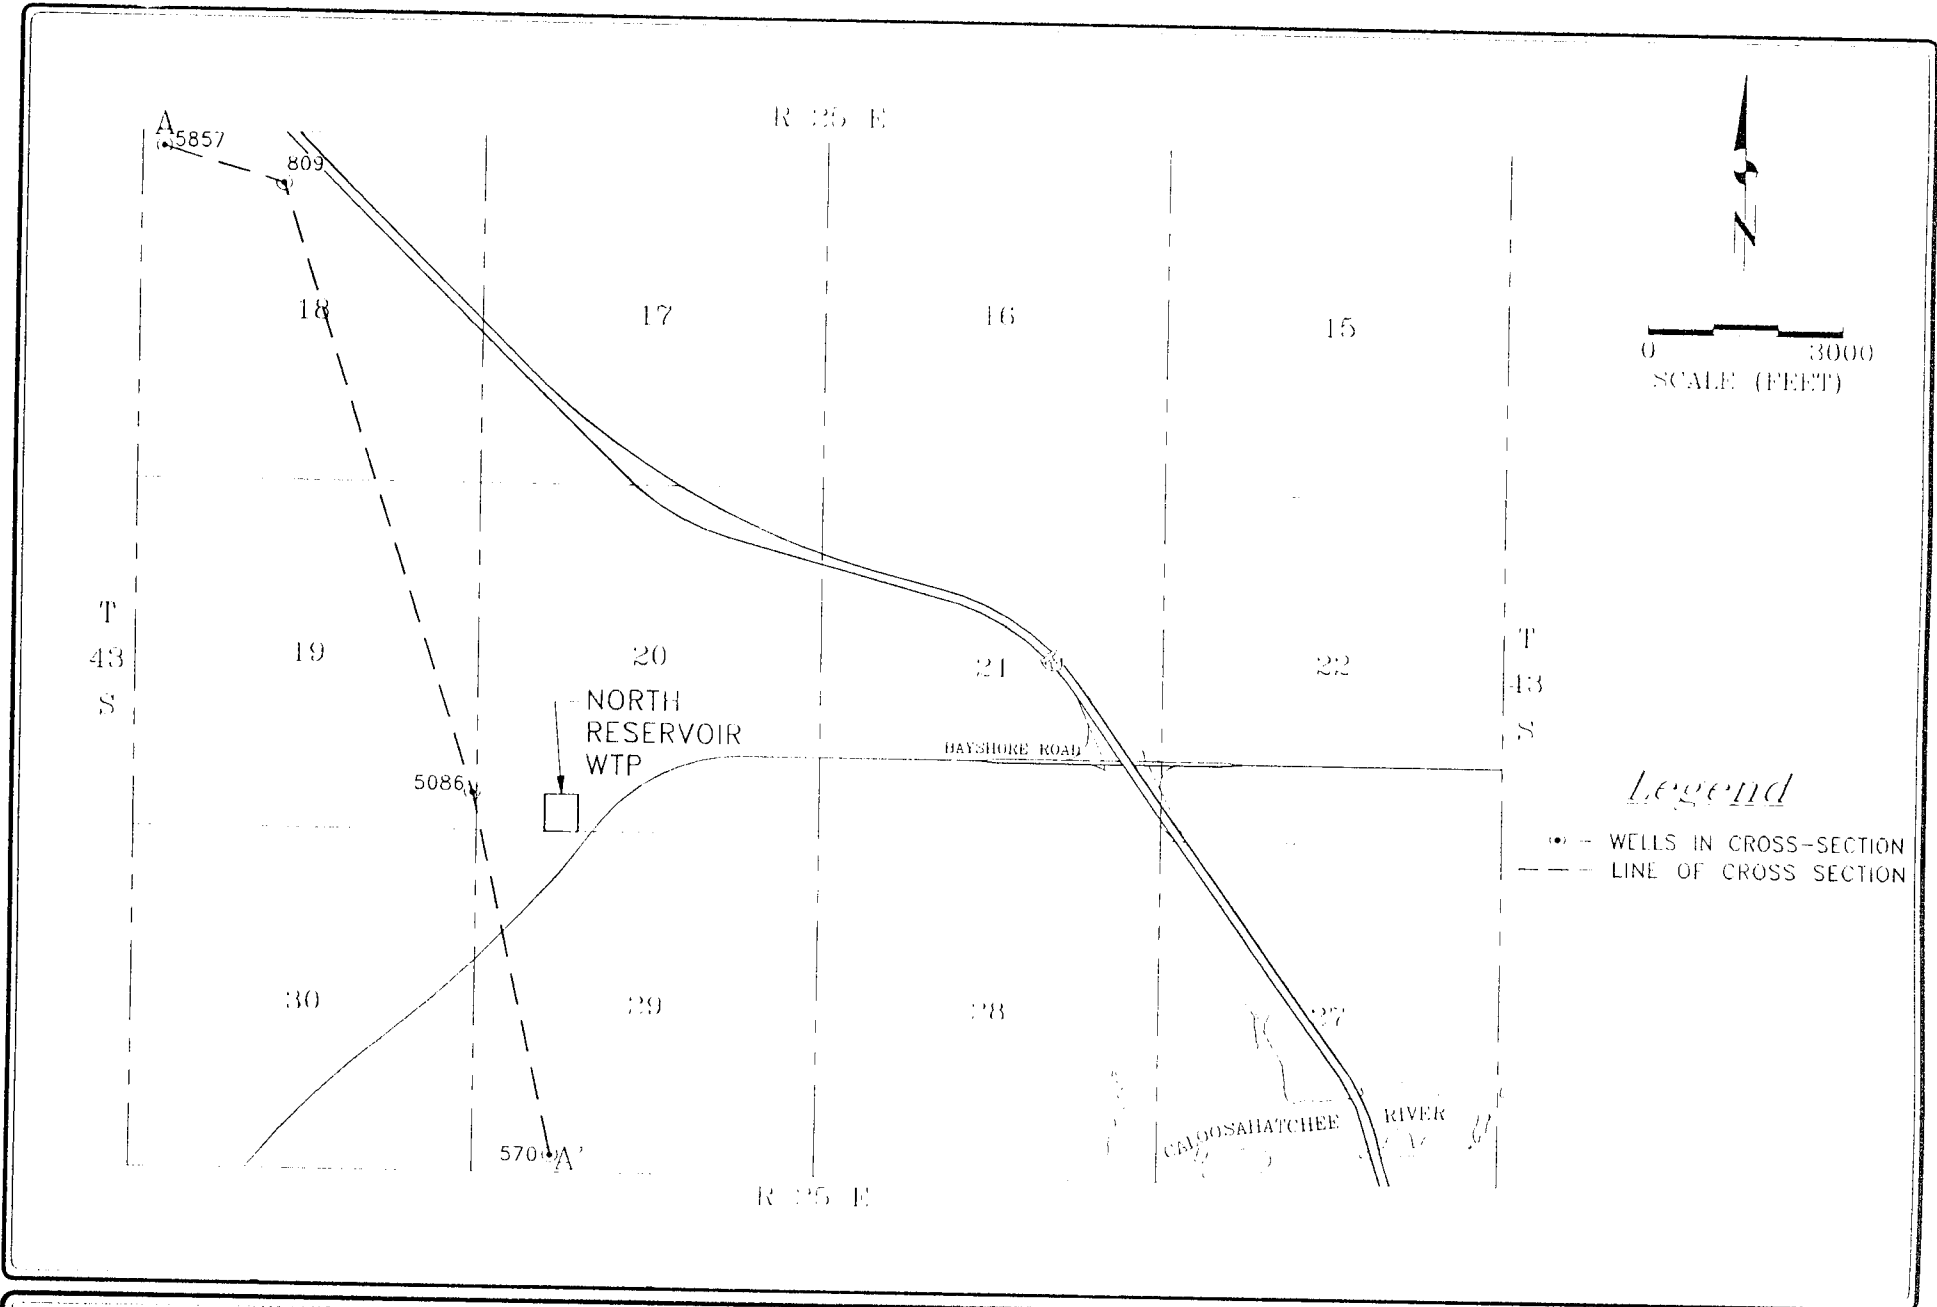 R 25 E
A
5857
809
N
18
17
16
15
0 3000
SCALE (FEET)
T
43
S
19
20
21
22
T
43
S
NORTH
RESERVOIR
WTP
BAYSHORE ROAD
5086
Legend
WELLS IN CROSS-SECTION
LINE OF CROSS SECTION
30
29
28
27
CALOOSAHATCHEE RIVER
570
A'
R 25 E